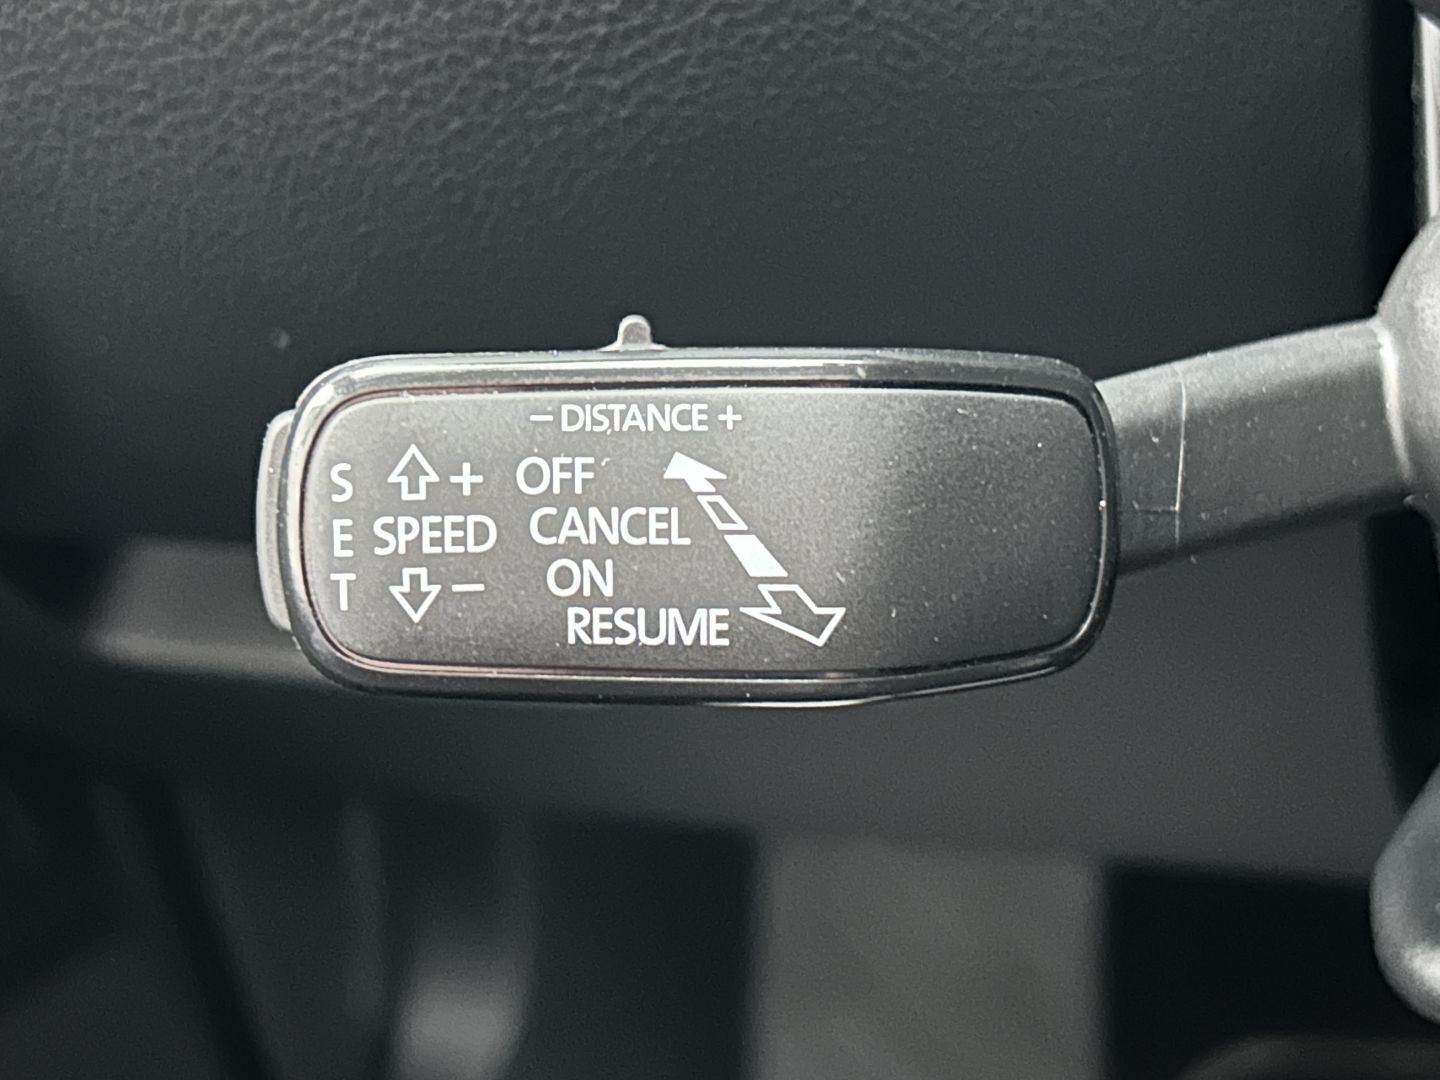 − DISTANCE +
S + OFF
E SPEED CANCEL
T − ON
RESUME